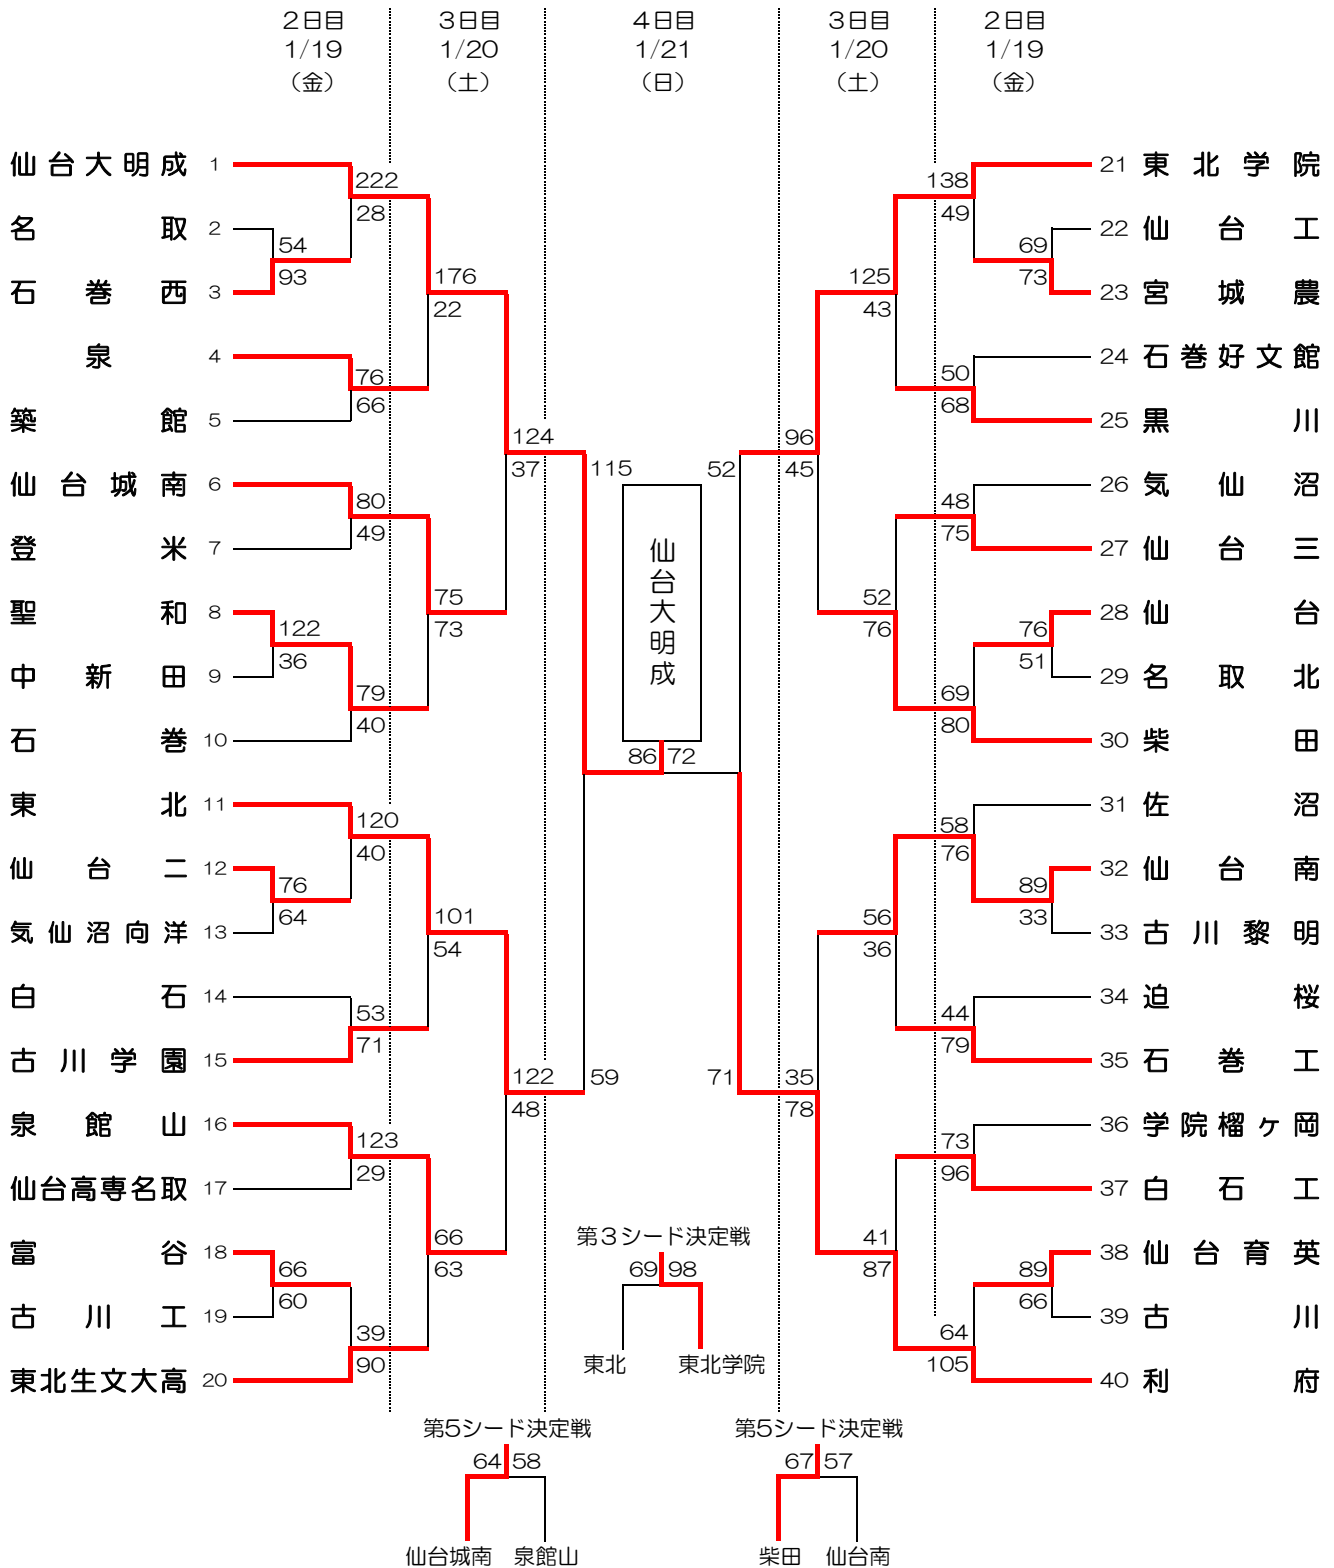 2日目 3日目 4日目 3日目 2日目
1/19 1/20 1/21 1/20 1/19
（金） （土） （日） （土） （金）
仙台大明成 1 222 138 21 東北学院
28 49
名取 2 54 69 22 仙台工
93 73
石巻西 3 176 125 23 宮城農
22 43
泉 4 76 50 24 石巻好文館
66 68
築館 5 25 黒川
124 96
37 115 52 45
仙台城南 6 80 48 26 気仙沼
49 75
登米 7 27 仙台三
仙台大明成
75 52
73 76
聖和 8 122 76 28 仙台
36 51
中新田 9 79 69 29 名取北
40 80
石巻 10 30 柴田
86 72
東北 11 120 58 31 佐沼
40 76
仙台二 12 76 89 32 仙台南
64 33
気仙沼向洋 13 101 56 33 古川黎明
54 36
白石 14 53 44 34 迫桜
71 79
古川学園 15 35 石巻工
122 59 71 35
48 78
泉館山 16 123 73 36 学院榴ヶ岡
29 96
仙台高専名取 17 37 白石工
66 41
63 87
富谷 18 66 89 38 仙台育英
60 66
古川工 19 39 64 39 古川
90 105
東北生文大高 20 40 利府
第3シード決定戦
69 98
東北 東北学院
第5シード決定戦 第5シード決定戦
64 58 67 57
仙台城南 泉館山 柴田 仙台南